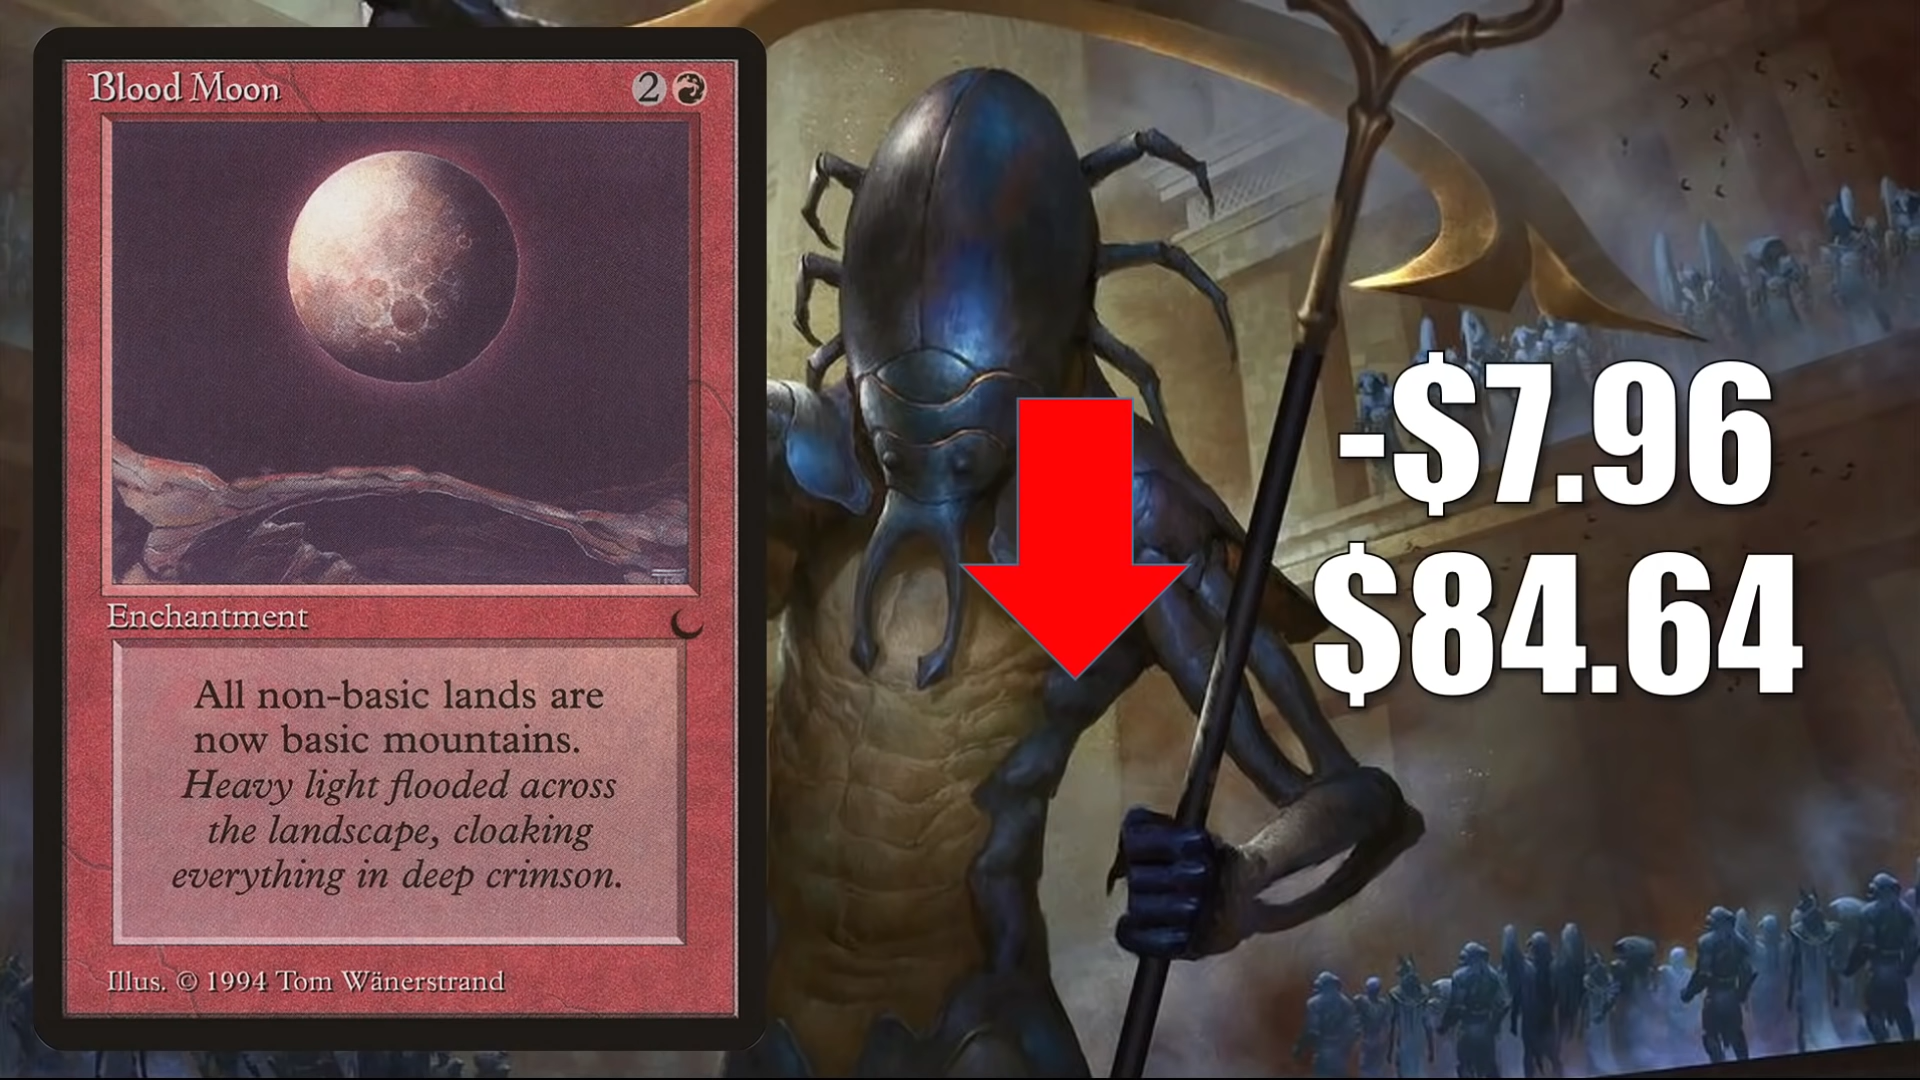 Blood Moon 2
Enchantment
All non-basic lands are
now basic mountains.
Heavy light flooded across
the landscape, cloaking
everything in deep crimson.
Illus. © 1994 Tom Wänerstrand
-$7.96
$84.64